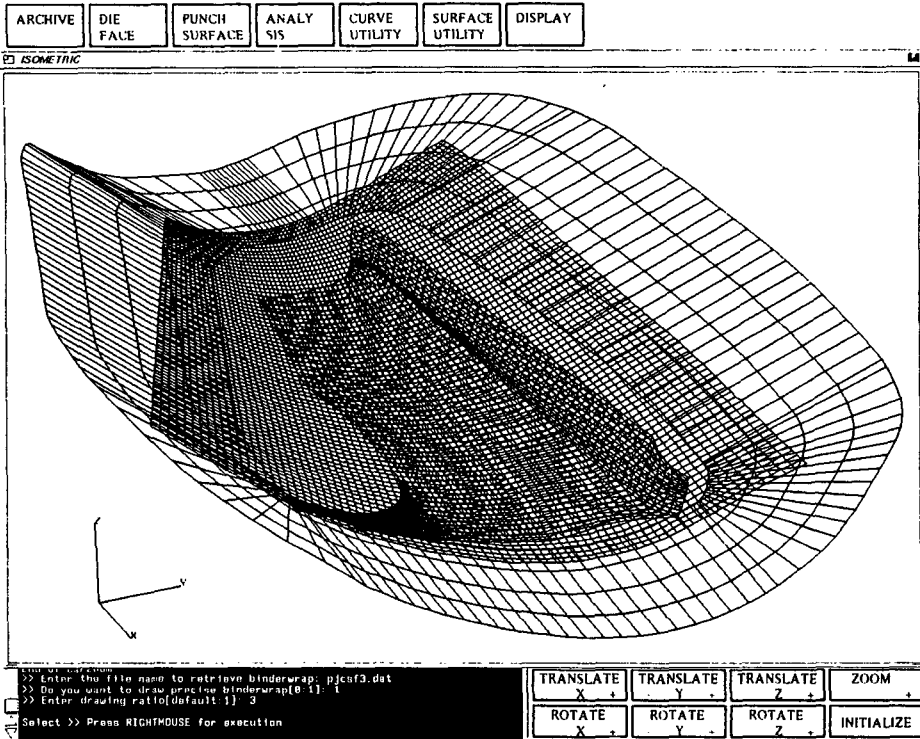 ARCHIVE
DIE FACE
PUNCH SURFACE
ANALY SIS
CURVE UTILITY
SURFACE UTILITY
DISPLAY
ISOMETRIC
Y
X
>> Enter the file name to retrieve binderwrap: pjcsf3.dat
>> Do you want to draw precise binderwrap[0:1]: 1
>> Enter drawing ratio[default:1]: 3
Select >> Press RIGHTMOUSE for execution
TRANSLATE - X +
TRANSLATE - Y +
TRANSLATE - Z +
ZOOM - +
ROTATE - X +
ROTATE - Y +
ROTATE - Z +
INITIALIZE